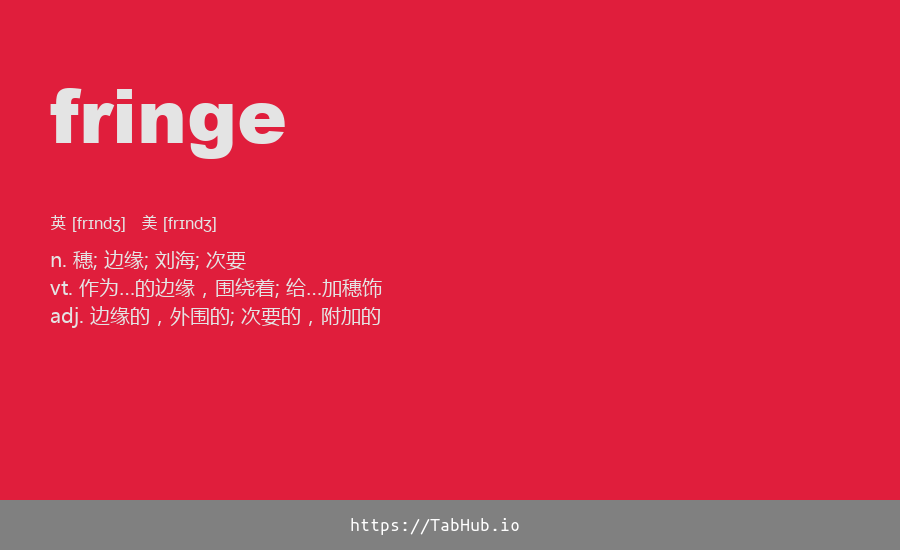 fringe
英 [frɪndʒ] 美 [frɪndʒ]
n. 穗; 边缘; 刘海; 次要
vt. 作为…的边缘，围绕着; 给…加穗饰
adj. 边缘的，外围的; 次要的，附加的
https://TabHub.io